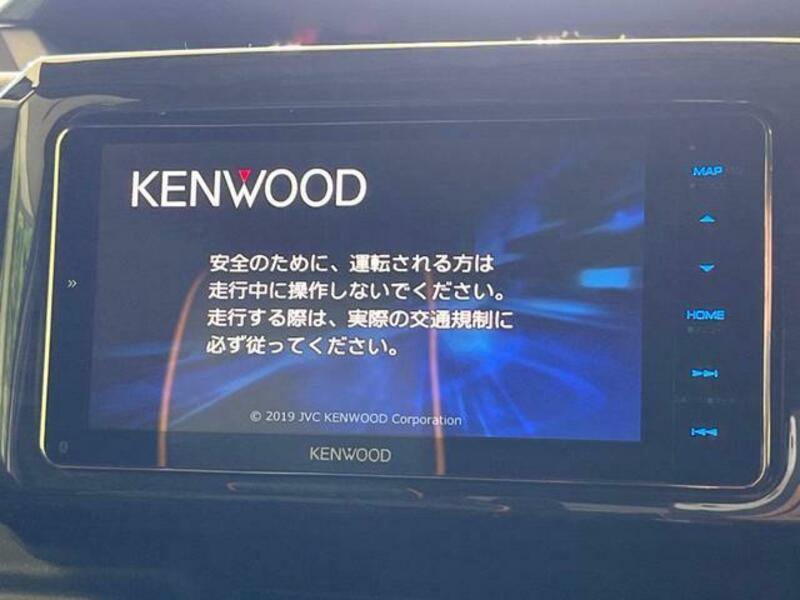 KENWOOD
安全のために、運転される方は
走行中に操作しないでください。
走行する際は、実際の交通規制に
必ず従ってください。
© 2019 JVC KENWOOD Corporation
KENWOOD
MAP
HOME